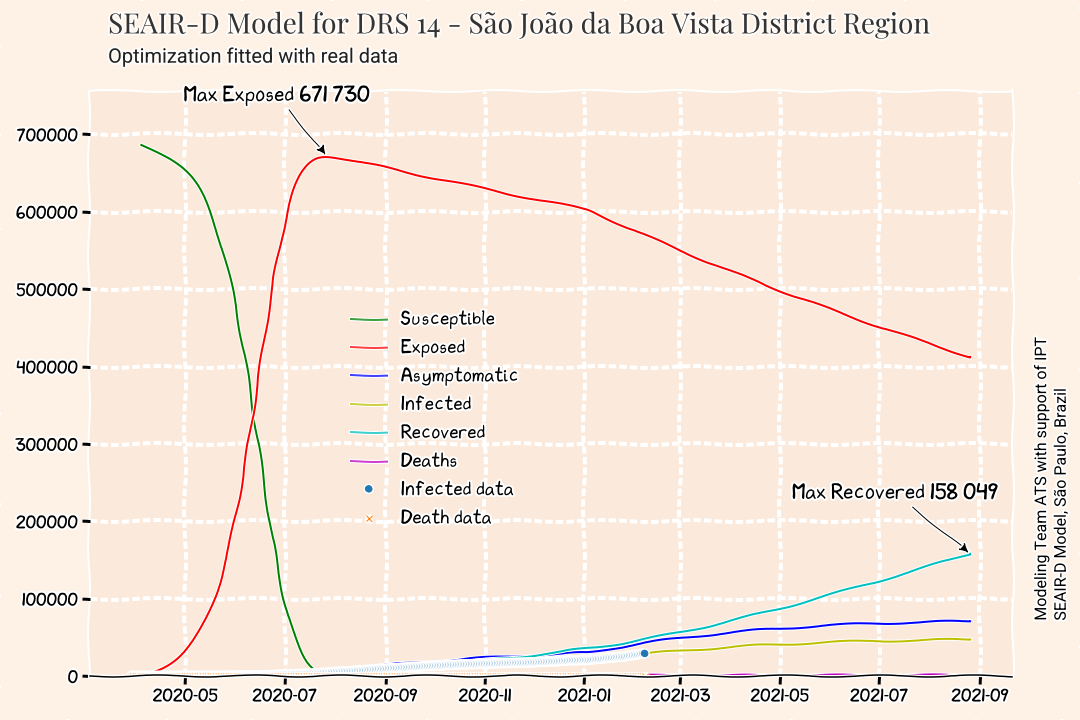 SEAIR-D Model for DRS 14 - São João da Boa Vista District Region
Optimization fitted with real data
Max Exposed 671 730
700000
600000
500000
400000
300000
200000
100000
0
Susceptible
Exposed
Asymptomatic
Infected
Recovered
Deaths
Infected data
Death data
Max Recovered 158 049
2020-05
2020-07
2020-09
2020-11
2021-01
2021-03
2021-05
2021-07
2021-09
Modeling Team ATS with support of IPT
SEAIR-D Model, São Paulo, Brazil